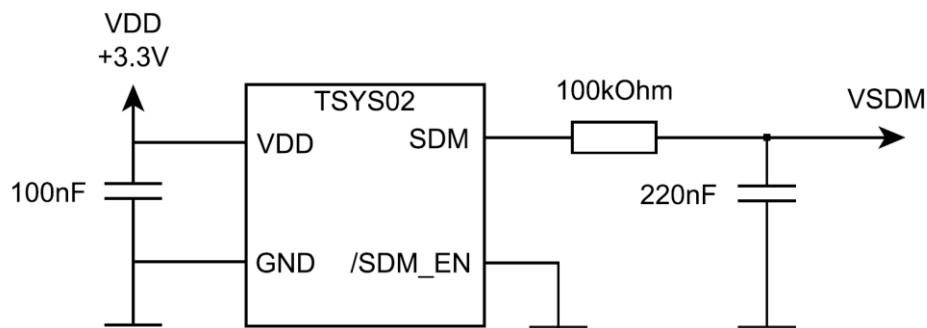 VDD
+3.3V
TSYS02
100kOhm
VSDM
VDD
SDM
100nF
220nF
GND
/SDM_EN